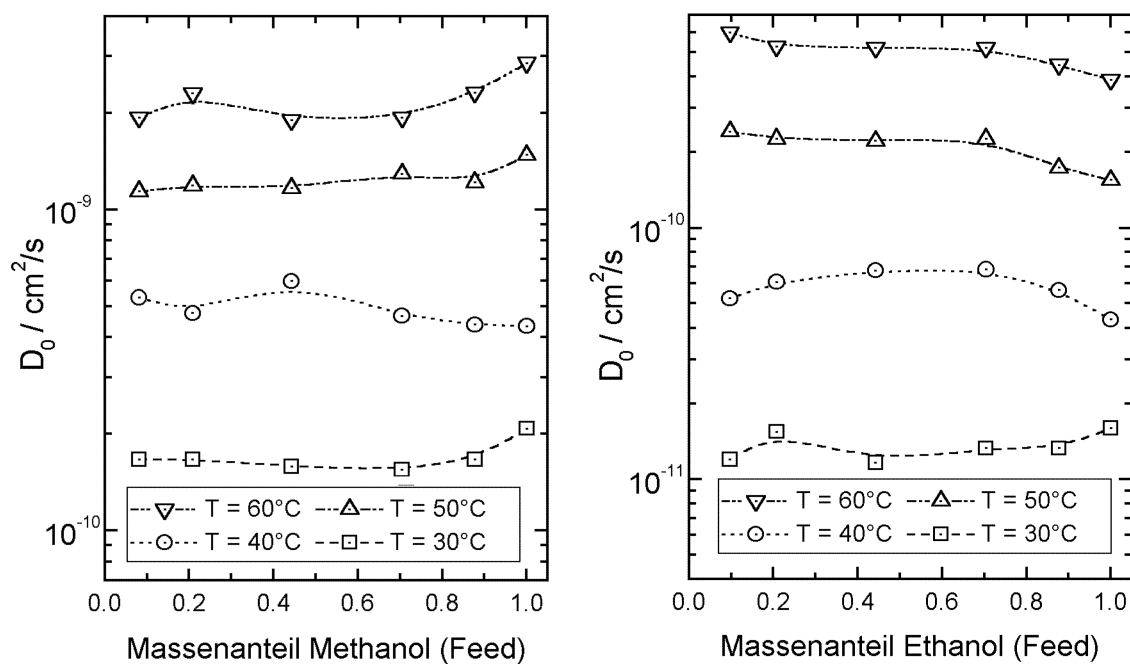 10⁻⁹
10⁻¹⁰
D₀ / cm²/s
0.0 0.2 0.4 0.6 0.8 1.0
Massenanteil Methanol (Feed)
T = 60°C T = 50°C
T = 40°C T = 30°C
10⁻¹⁰
10⁻¹¹
D₀ / cm²/s
0.0 0.2 0.4 0.6 0.8 1.0
Massenanteil Ethanol (Feed)
T = 60°C T = 50°C
T = 40°C T = 30°C